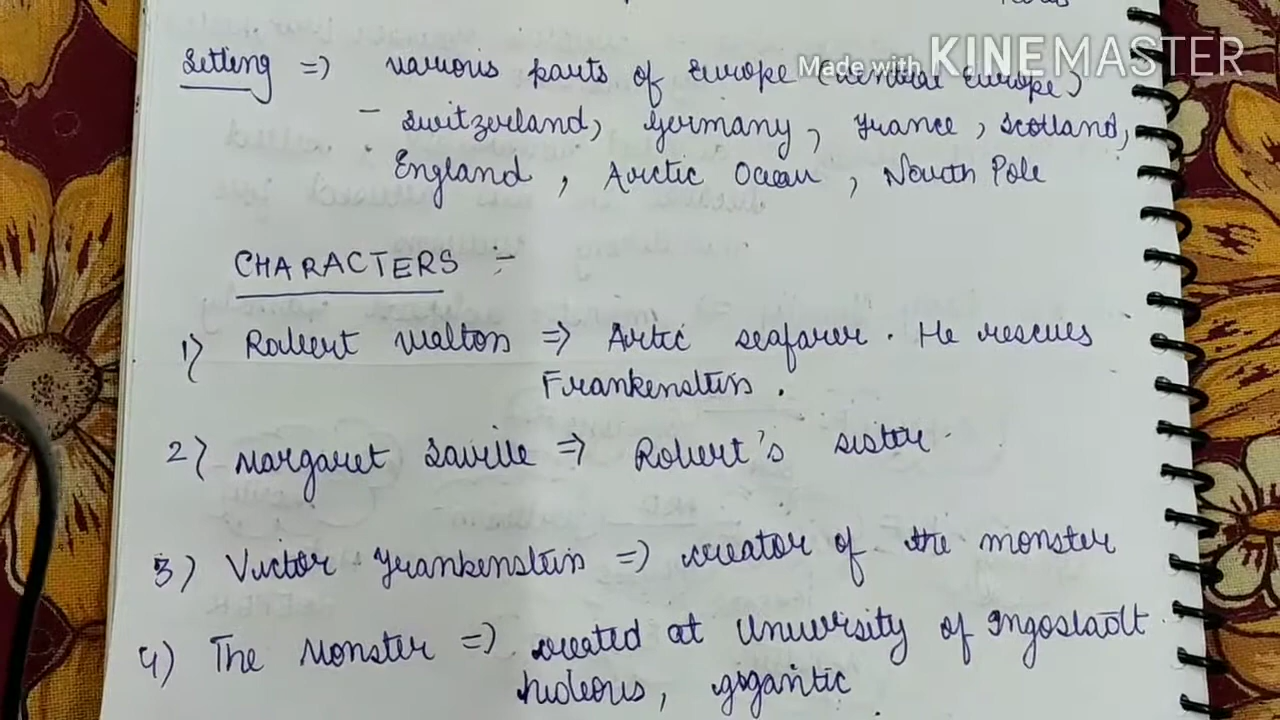 Made with KINEMASTER
Setting => various parts of Europe (Central Europe)
- Switzerland, Germany, France, Scotland,
England, Arctic Ocean, North Pole
CHARACTERS :-
1) Robert Walton => Artic seafarer. He rescues
Frankenstein.
2) Margaret Saville => Robert's sister.
3) Victor Frankenstein => creator of the monster
4) The Monster => created at University of Ingostadt
hideous, gigantic